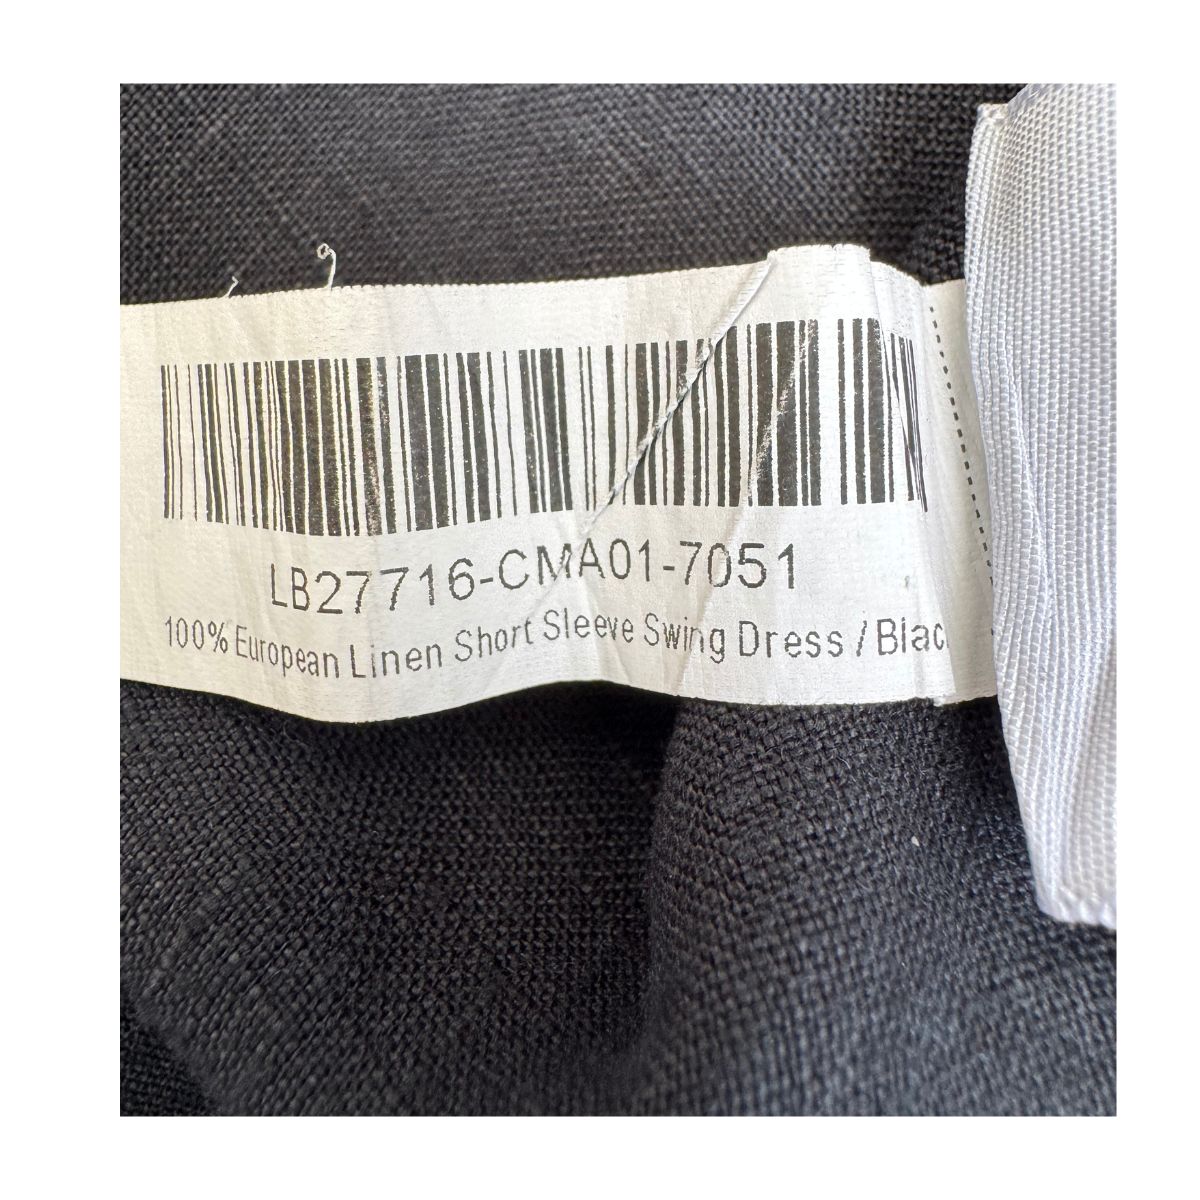 LB27716-CMA01-7051
100% European Linen Short Sleeve Swing Dress / Blac